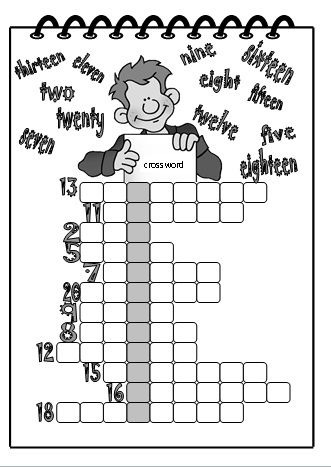 thirteen eleven nine sixteen
two eight fifteen
twenty twelve five
seven eighteen
crossword
13
11
2
5
7
20
9
8
12
15
16
18